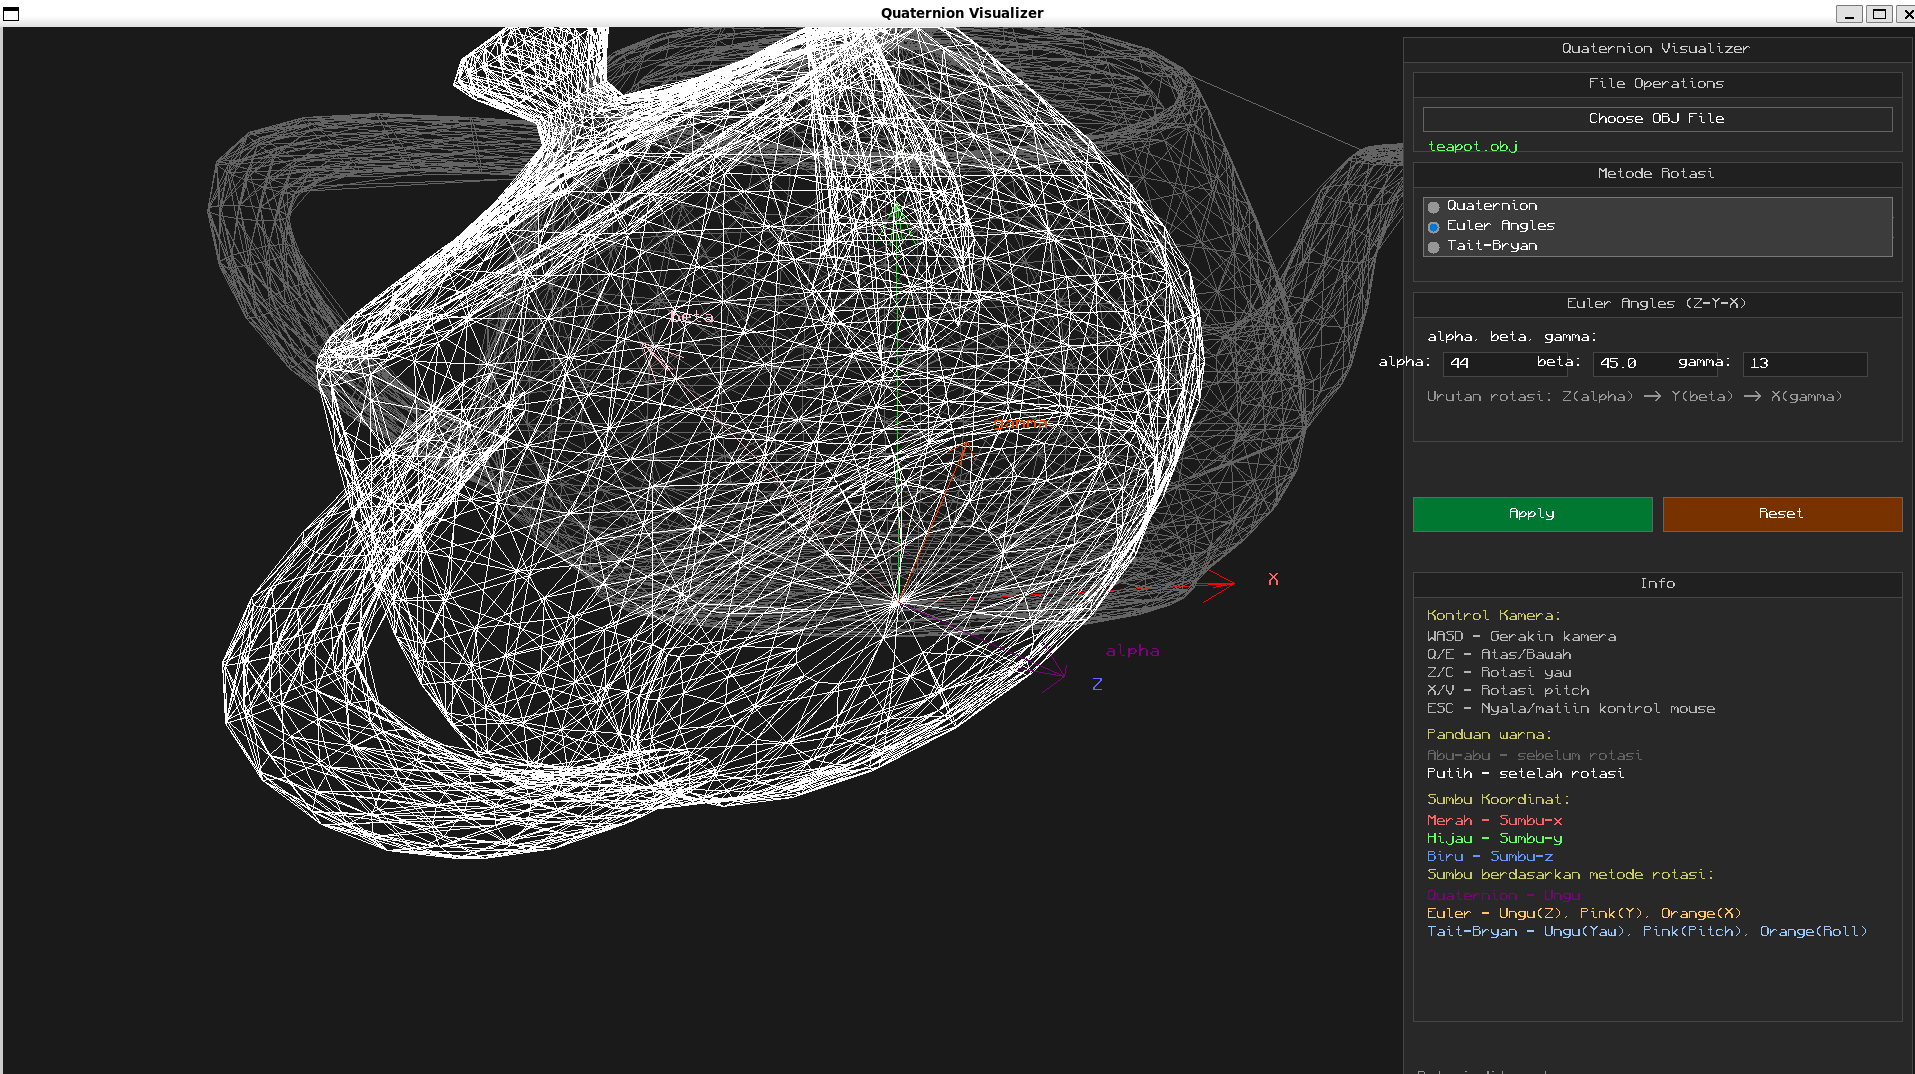 Quaternion Visualizer
Quaternion Visualizer
File Operations
Choose OBJ File
teapot.obj
Metode Rotasi
Quaternion
Euler Angles
Tait-Bryan
Euler Angles (Z-Y-X)
alpha, beta, gamma:
alpha: 44 beta: 45.0 gamma: 13
Urutan rotasi: Z(alpha) → Y(beta) → X(gamma)
Apply Reset
Info
Kontrol Kamera:
WASD - Gerakin kamera
Q/E - Atas/Bawah
Z/C - Rotasi yaw
X/V - Rotasi pitch
ESC - Nyala/matiin kontrol mouse
Panduan warna:
Abu-abu - sebelum rotasi
Putih - setelah rotasi
Sumbu Koordinat:
Merah - Sumbu-x
Hijau - Sumbu-y
Biru - Sumbu-z
Sumbu berdasarkan metode rotasi:
Quaternion - Ungu
Euler - Ungu(Z), Pink(Y), Orange(X)
Tait-Bryan - Ungu(Yaw), Pink(Pitch), Orange(Roll)
beta
gamma
X
alpha
Z